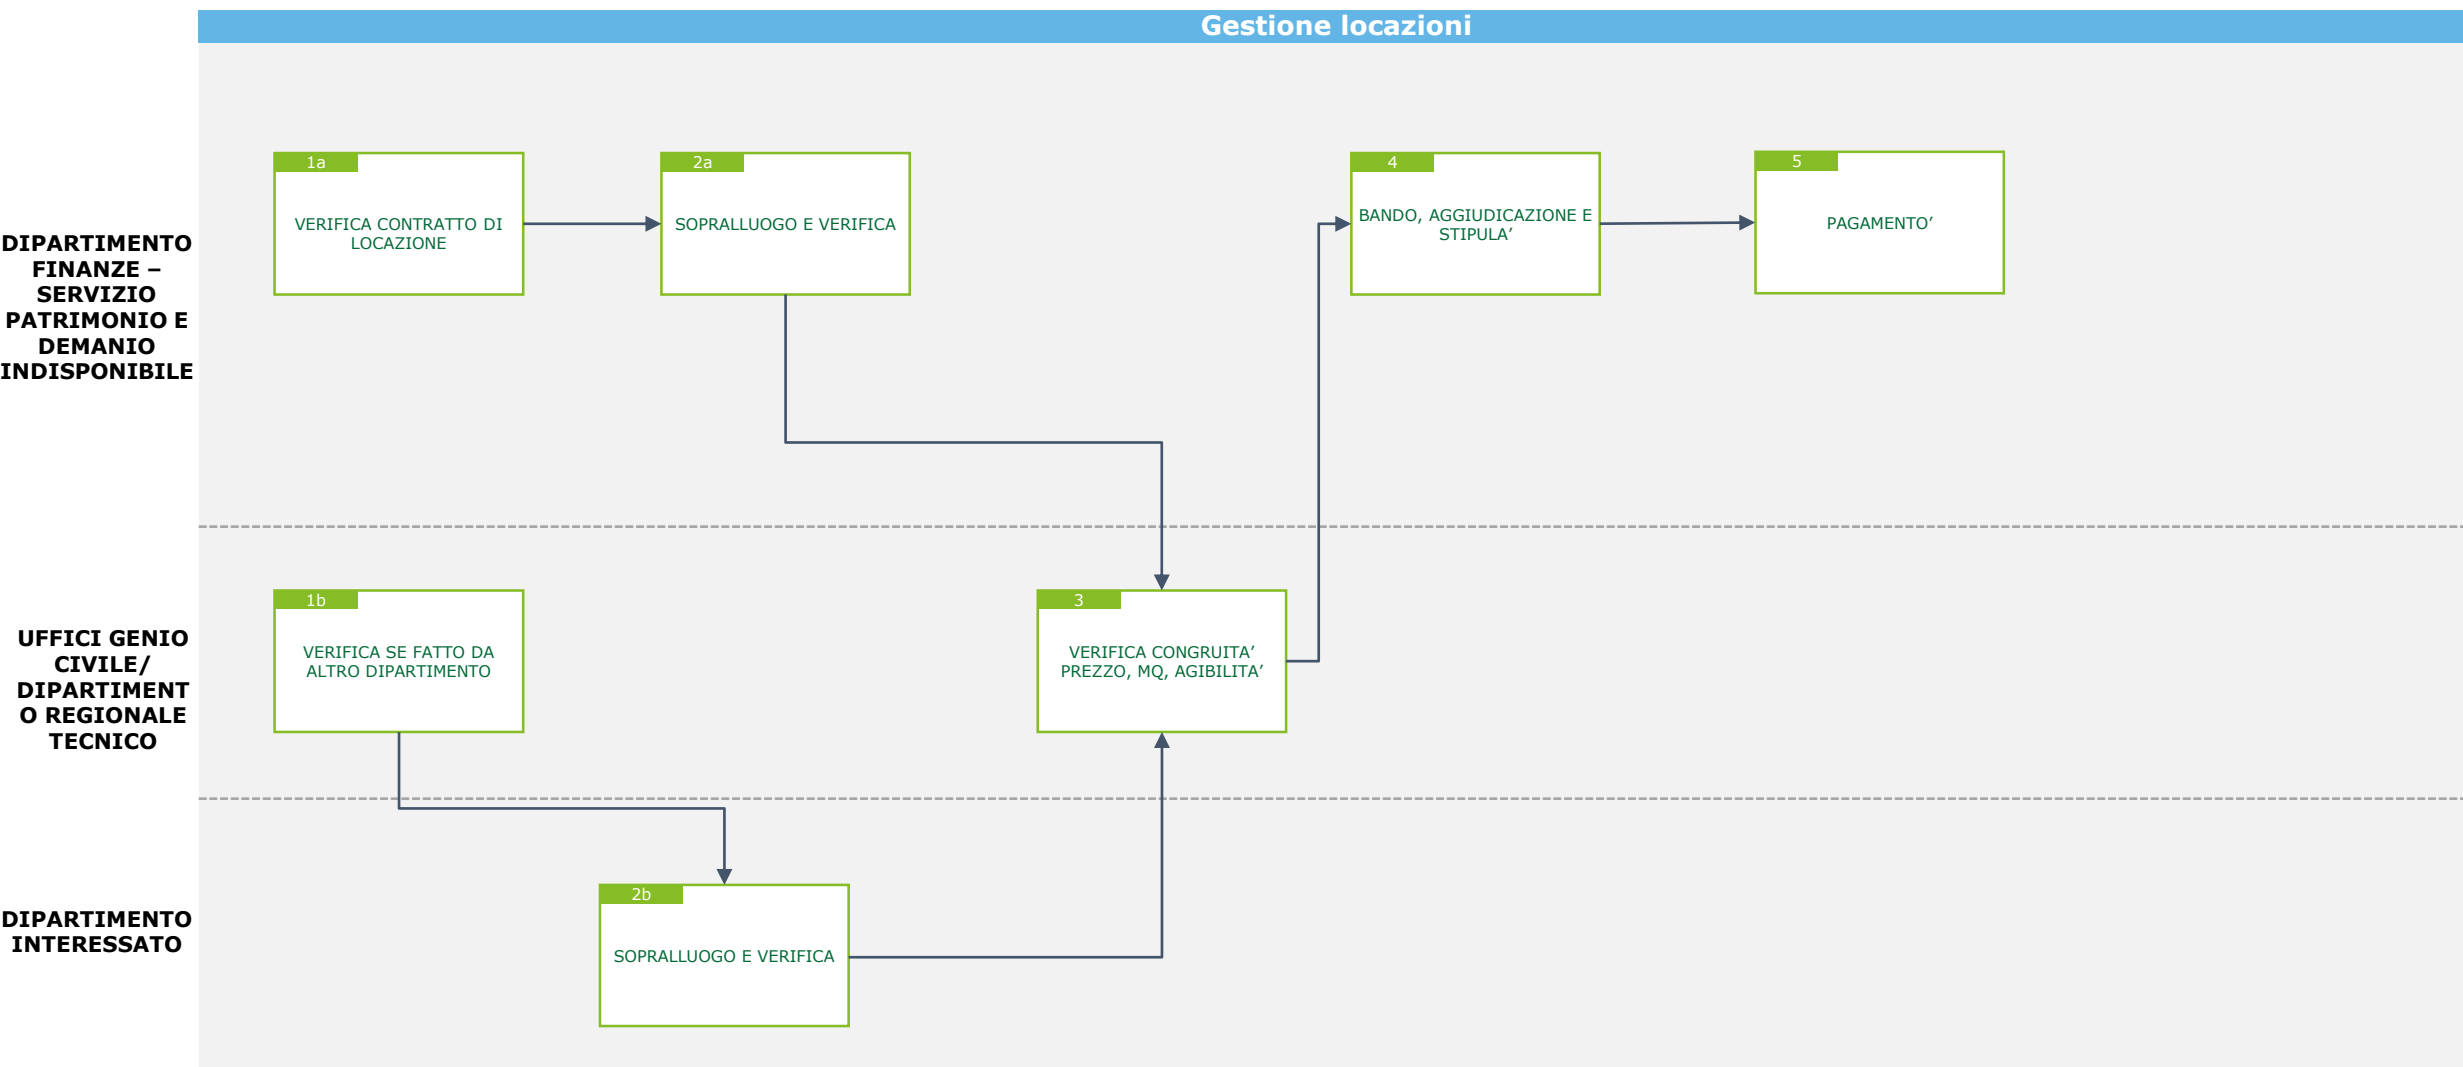 Gestione locazioni
DIPARTIMENTO
FINANZE –
SERVIZIO
PATRIMONIO E
DEMANIO
INDISPONIBILE
1a
VERIFICA CONTRATTO DI
LOCAZIONE
2a
SOPRALLUOGO E VERIFICA
4
BANDO, AGGIUDICAZIONE E
STIPULA’
5
PAGAMENTO’
UFFICI GENIO
CIVILE/
DIPARTIMENT
O REGIONALE
TECNICO
1b
VERIFICA SE FATTO DA
ALTRO DIPARTIMENTO
3
VERIFICA CONGRUITA’
PREZZO, MQ, AGIBILITA’
DIPARTIMENTO
INTERESSATO
2b
SOPRALLUOGO E VERIFICA